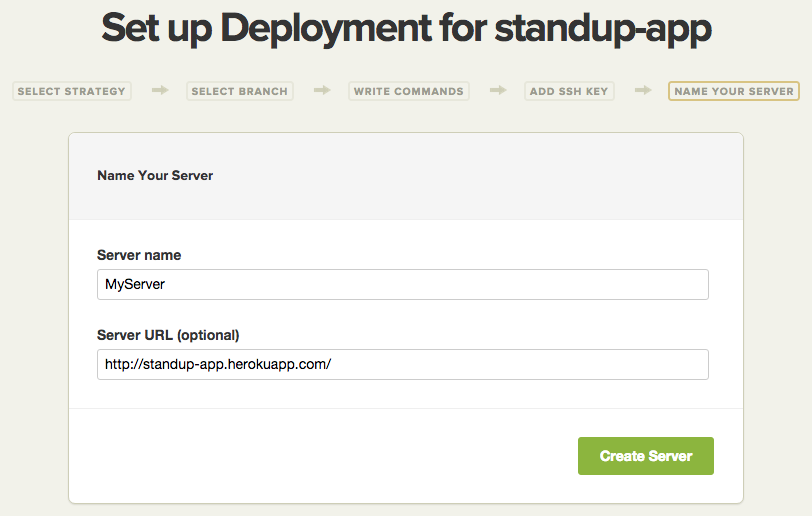 Set up Deployment for standup-app
SELECT STRATEGY SELECT BRANCH WRITE COMMANDS ADD SSH KEY NAME YOUR SERVER
Name Your Server
Server name
MyServer
Server URL (optional)
http://standup-app.herokuapp.com/
Create Server